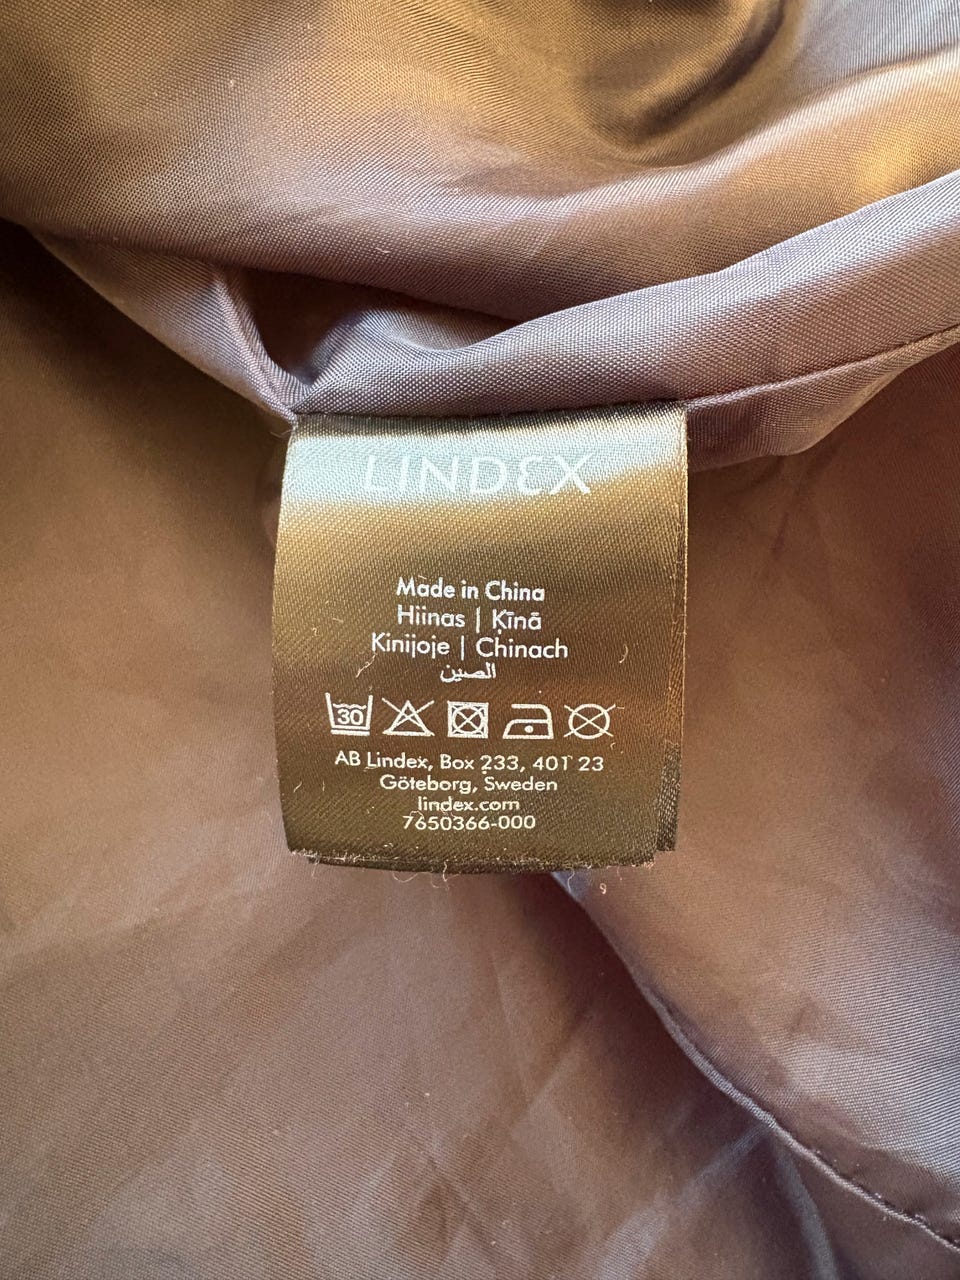 LINDEX
Made in China
Hiinas | Ķīnā
Kinijoje | Chinach
الصين
30
AB Lindex, Box 233, 401 23
Göteborg, Sweden
lindex.com
7650366-000